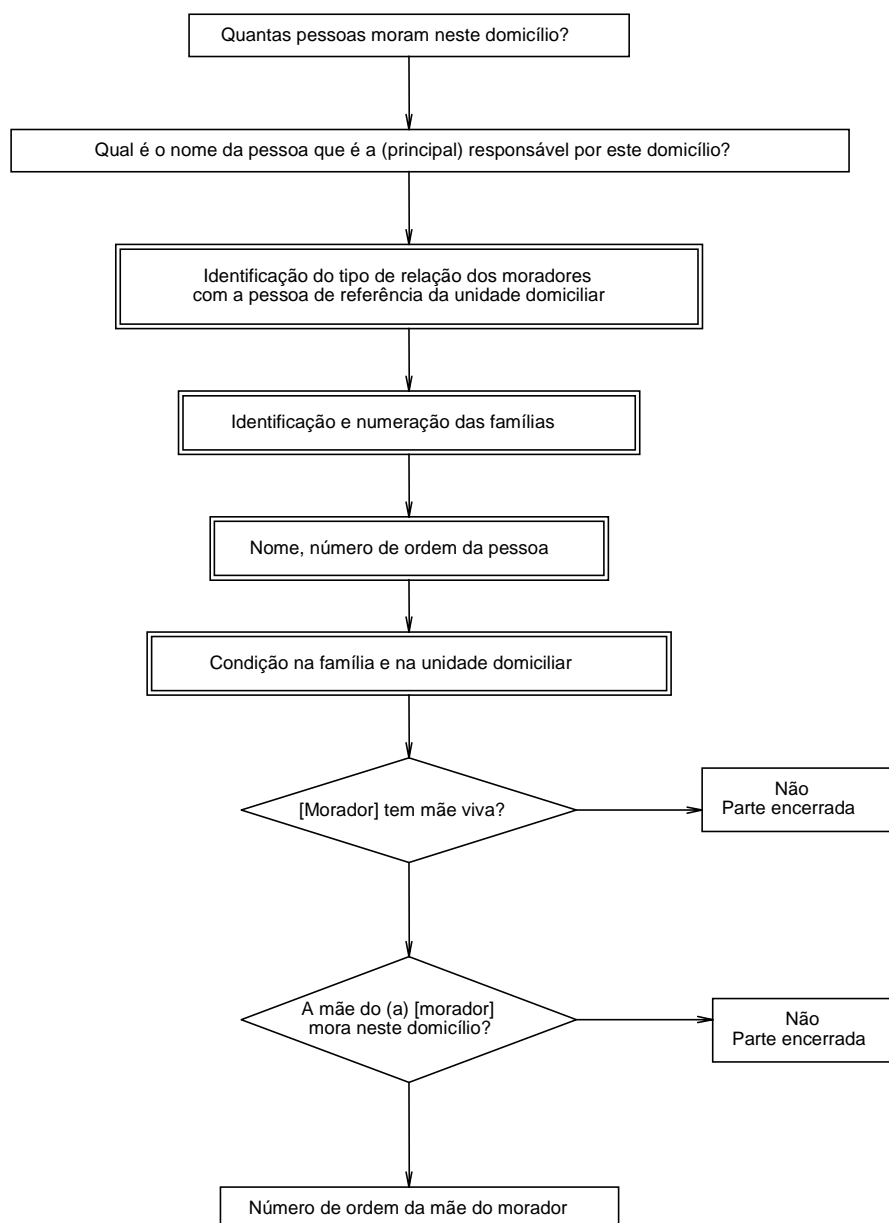 Quantas pessoas moram neste domicílio?
Qual é o nome da pessoa que é a (principal) responsável por este domicílio?
Identificação do tipo de relação dos moradores
com a pessoa de referência da unidade domiciliar
Identificação e numeração das famílias
Nome, número de ordem da pessoa
Condição na família e na unidade domiciliar
[Morador] tem mãe viva?
Não
Parte encerrada
A mãe do (a) [morador]
mora neste domicílio?
Não
Parte encerrada
Número de ordem da mãe do morador